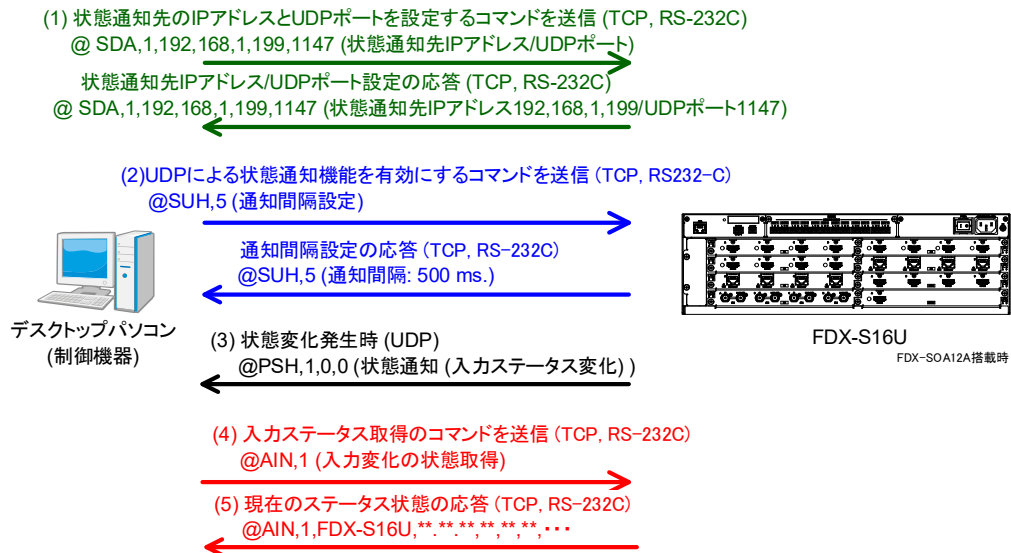 (1) 状態通知先のIPアドレスとUDPポートを設定するコマンドを送信 (TCP, RS-232C)
@ SDA,1,192,168,1,199,1147 (状態通知先IPアドレス/UDPポート)
状態通知先IPアドレス/UDPポート設定の応答 (TCP, RS-232C)
@ SDA,1,192,168,1,199,1147 (状態通知先IPアドレス192,168,1,199/UDPポート1147)
(2)UDPによる状態通知機能を有効にするコマンドを送信 (TCP, RS232-C)
@SUH,5 (通知間隔設定)
通知間隔設定の応答 (TCP, RS-232C)
@SUH,5 (通知間隔: 500 ms.)
デスクトップパソコン
(制御機器)
FDX-S16U
FDX-SOA12A搭載時
(3) 状態変化発生時 (UDP)
@PSH,1,0,0 (状態通知 (入力ステータス変化) )
(4) 入力ステータス取得のコマンドを送信 (TCP, RS-232C)
@AIN,1 (入力変化の状態取得)
(5) 現在のステータス状態の応答 (TCP, RS-232C)
@AIN,1,FDX-S16U,**.**.**,**,**,**,･･･